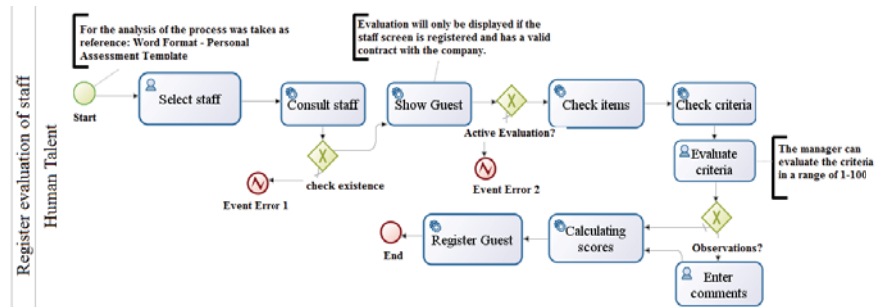 Register evaluation of staff
Human Talent
For the analysis of the process was taken as
reference: Word Format - Personal
Assessment Template
Evaluation will only be displayed if the
staff screen is registered and has a valid
contract with the company.
Start
Select staff
Consult staff
Show Guest
Active Evaluation?
Check items
Check criteria
check existence
Event Error 1
Event Error 2
Evaluate
criteria
The manager can
evaluate the criteria
in a range of 1-100
End
Register Guest
Calculating
scores
Observations?
Enter
comments